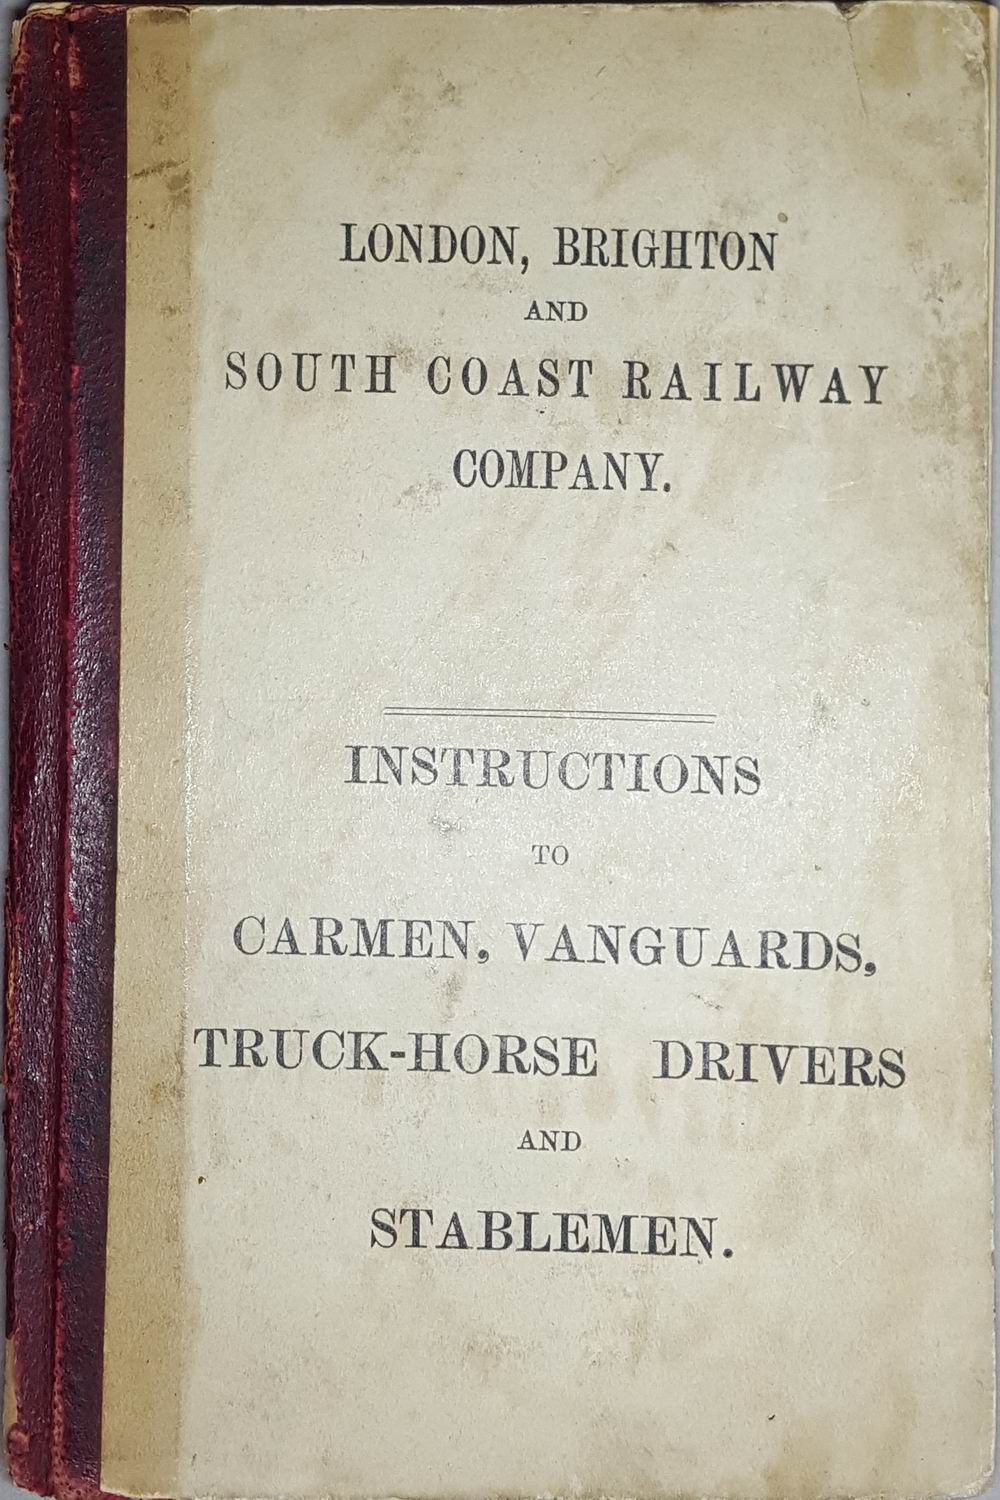 LONDON, BRIGHTON
AND
SOUTH COAST RAILWAY
COMPANY.
INSTRUCTIONS
TO
CARMEN, VANGUARDS,
TRUCK-HORSE DRIVERS
AND
STABLEMEN.